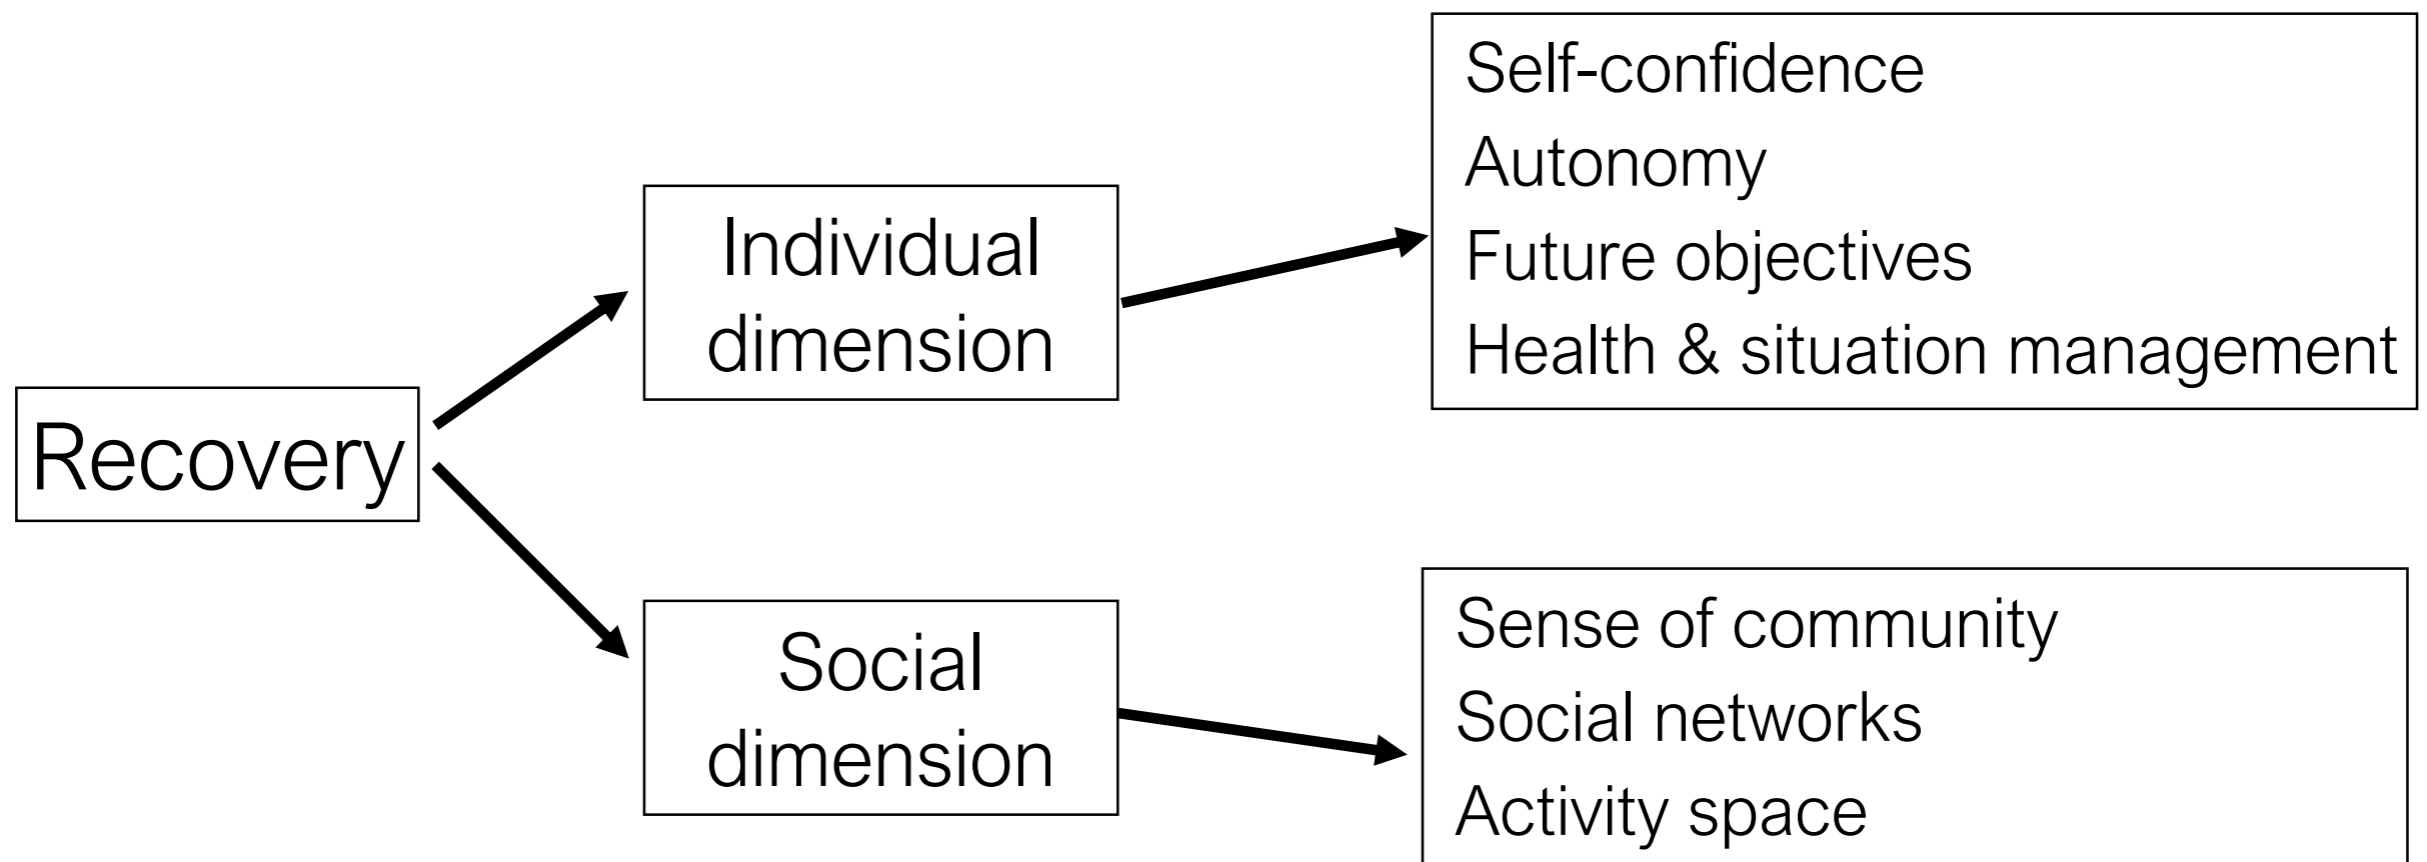 Recovery
Individual
dimension
Self-confidence
Autonomy
Future objectives
Health & situation management
Social
dimension
Sense of community
Social networks
Activity space